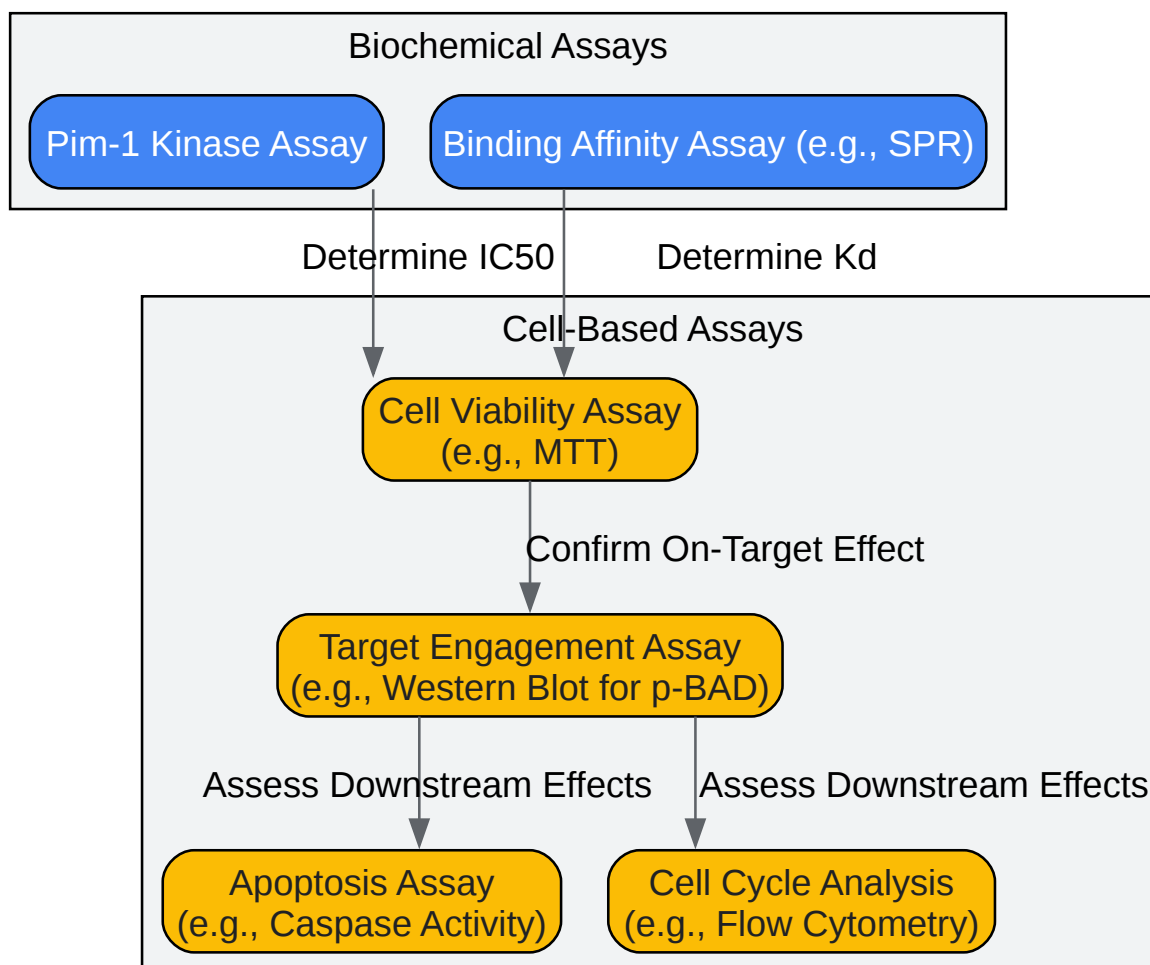 Biochemical Assays
Pim-1 Kinase Assay
Binding Affinity Assay (e.g., SPR)
Determine IC50
Determine Kd
Cell-Based Assays
Cell Viability Assay
(e.g., MTT)
Confirm On-Target Effect
Target Engagement Assay
(e.g., Western Blot for p-BAD)
Assess Downstream Effects
Assess Downstream Effects
Apoptosis Assay
(e.g., Caspase Activity)
Cell Cycle Analysis
(e.g., Flow Cytometry)